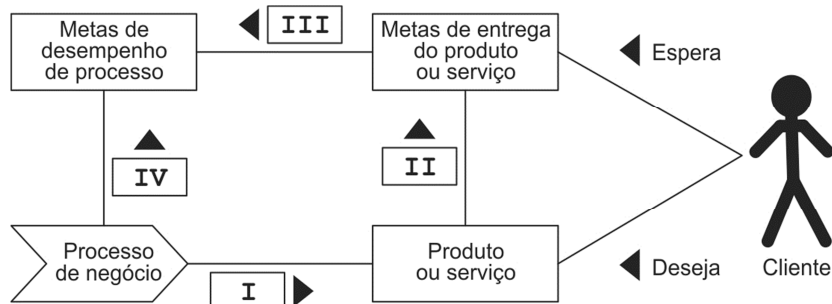 III
Metas de
desempenho
de processo
Metas de entrega
do produto
ou serviço
Espera
IV
II
Processo
de negócio
Produto
ou serviço
Deseja
Cliente
I